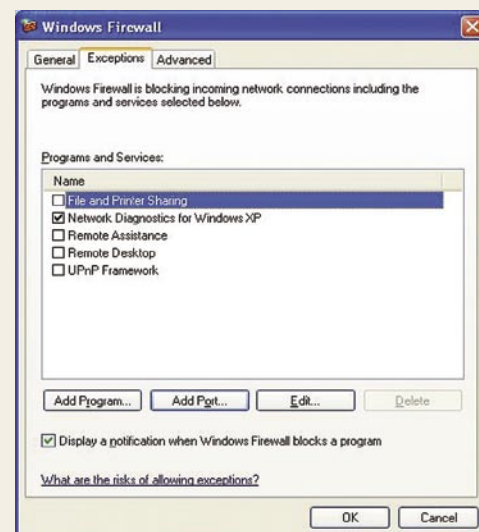 Windows Firewall
General Exceptions Advanced
Windows Firewall is blocking incoming network connections including the
programs and services selected below.
Programs and Services:
Name
File and Printer Sharing
Network Diagnostics for Windows XP
Remote Assistance
Remote Desktop
UPnP Framework
Add Program... Add Port... Edit... Delete
Display a notification when Windows Firewall blocks a program
What are the risks of allowing exceptions?
OK Cancel